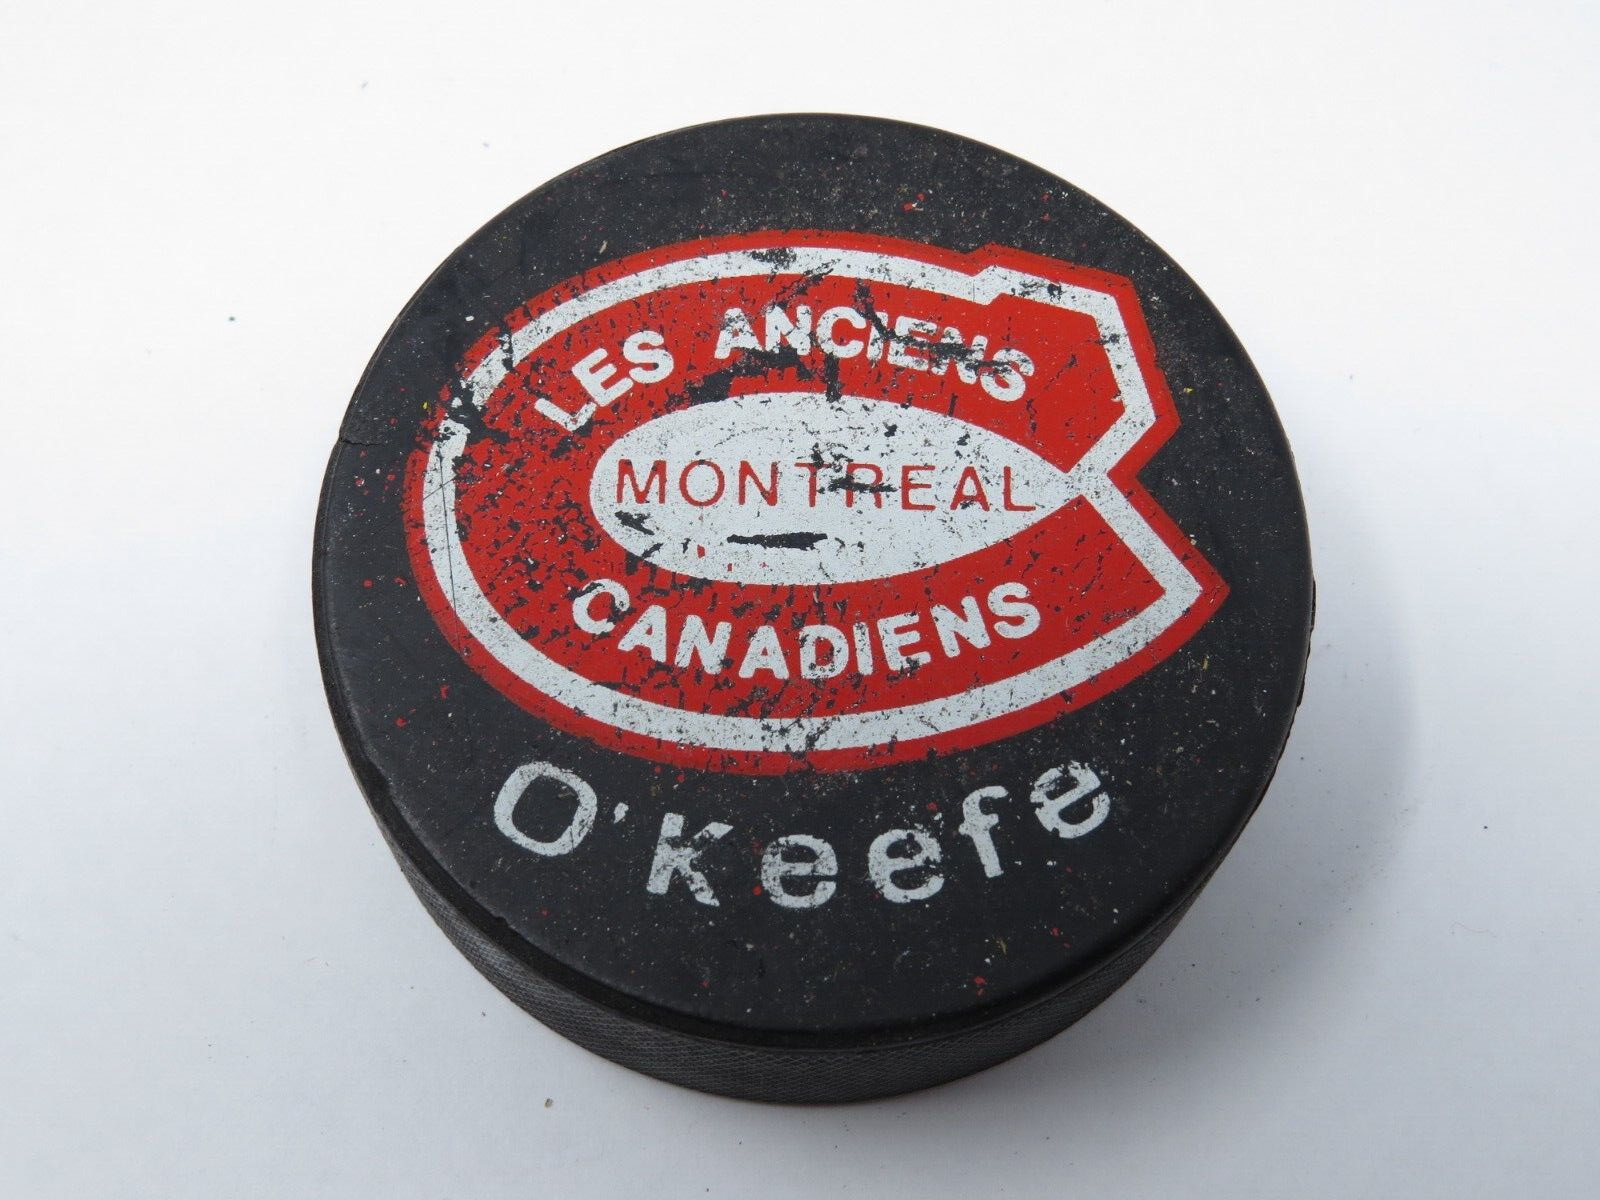 LES ANCIENS
MONTREAL
CANADIENS
O'Keefe